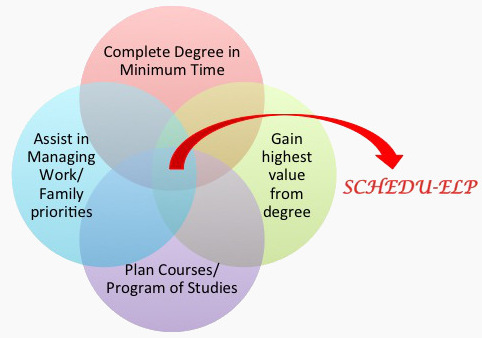 Complete Degree in
Minimum Time
Assist in
Managing
Work/
Family
priorities
Gain
highest
value
from
degree
SCHEDU-ELP
Plan Courses/
Program of Studies